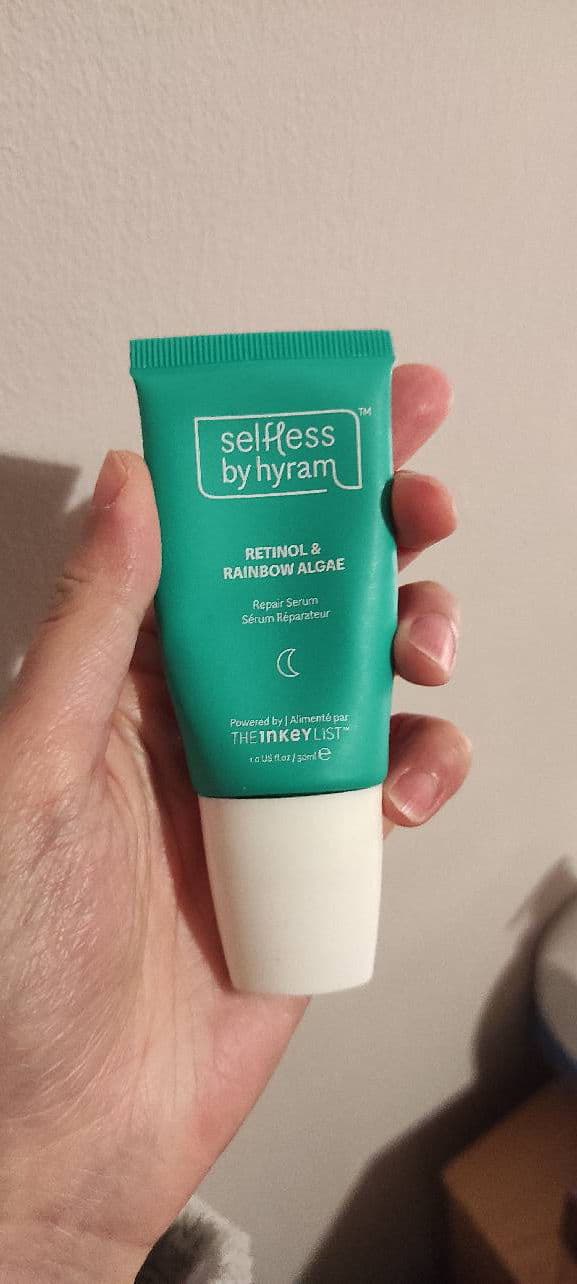 selfless
by hyram
TM
RETINOL &
RAINBOW ALGAE
Repair Serum
Sérum Réparateur
Powered by | Alimenté par
THE INKEY LIST™
1.0 US fl.oz / 30ml ℮